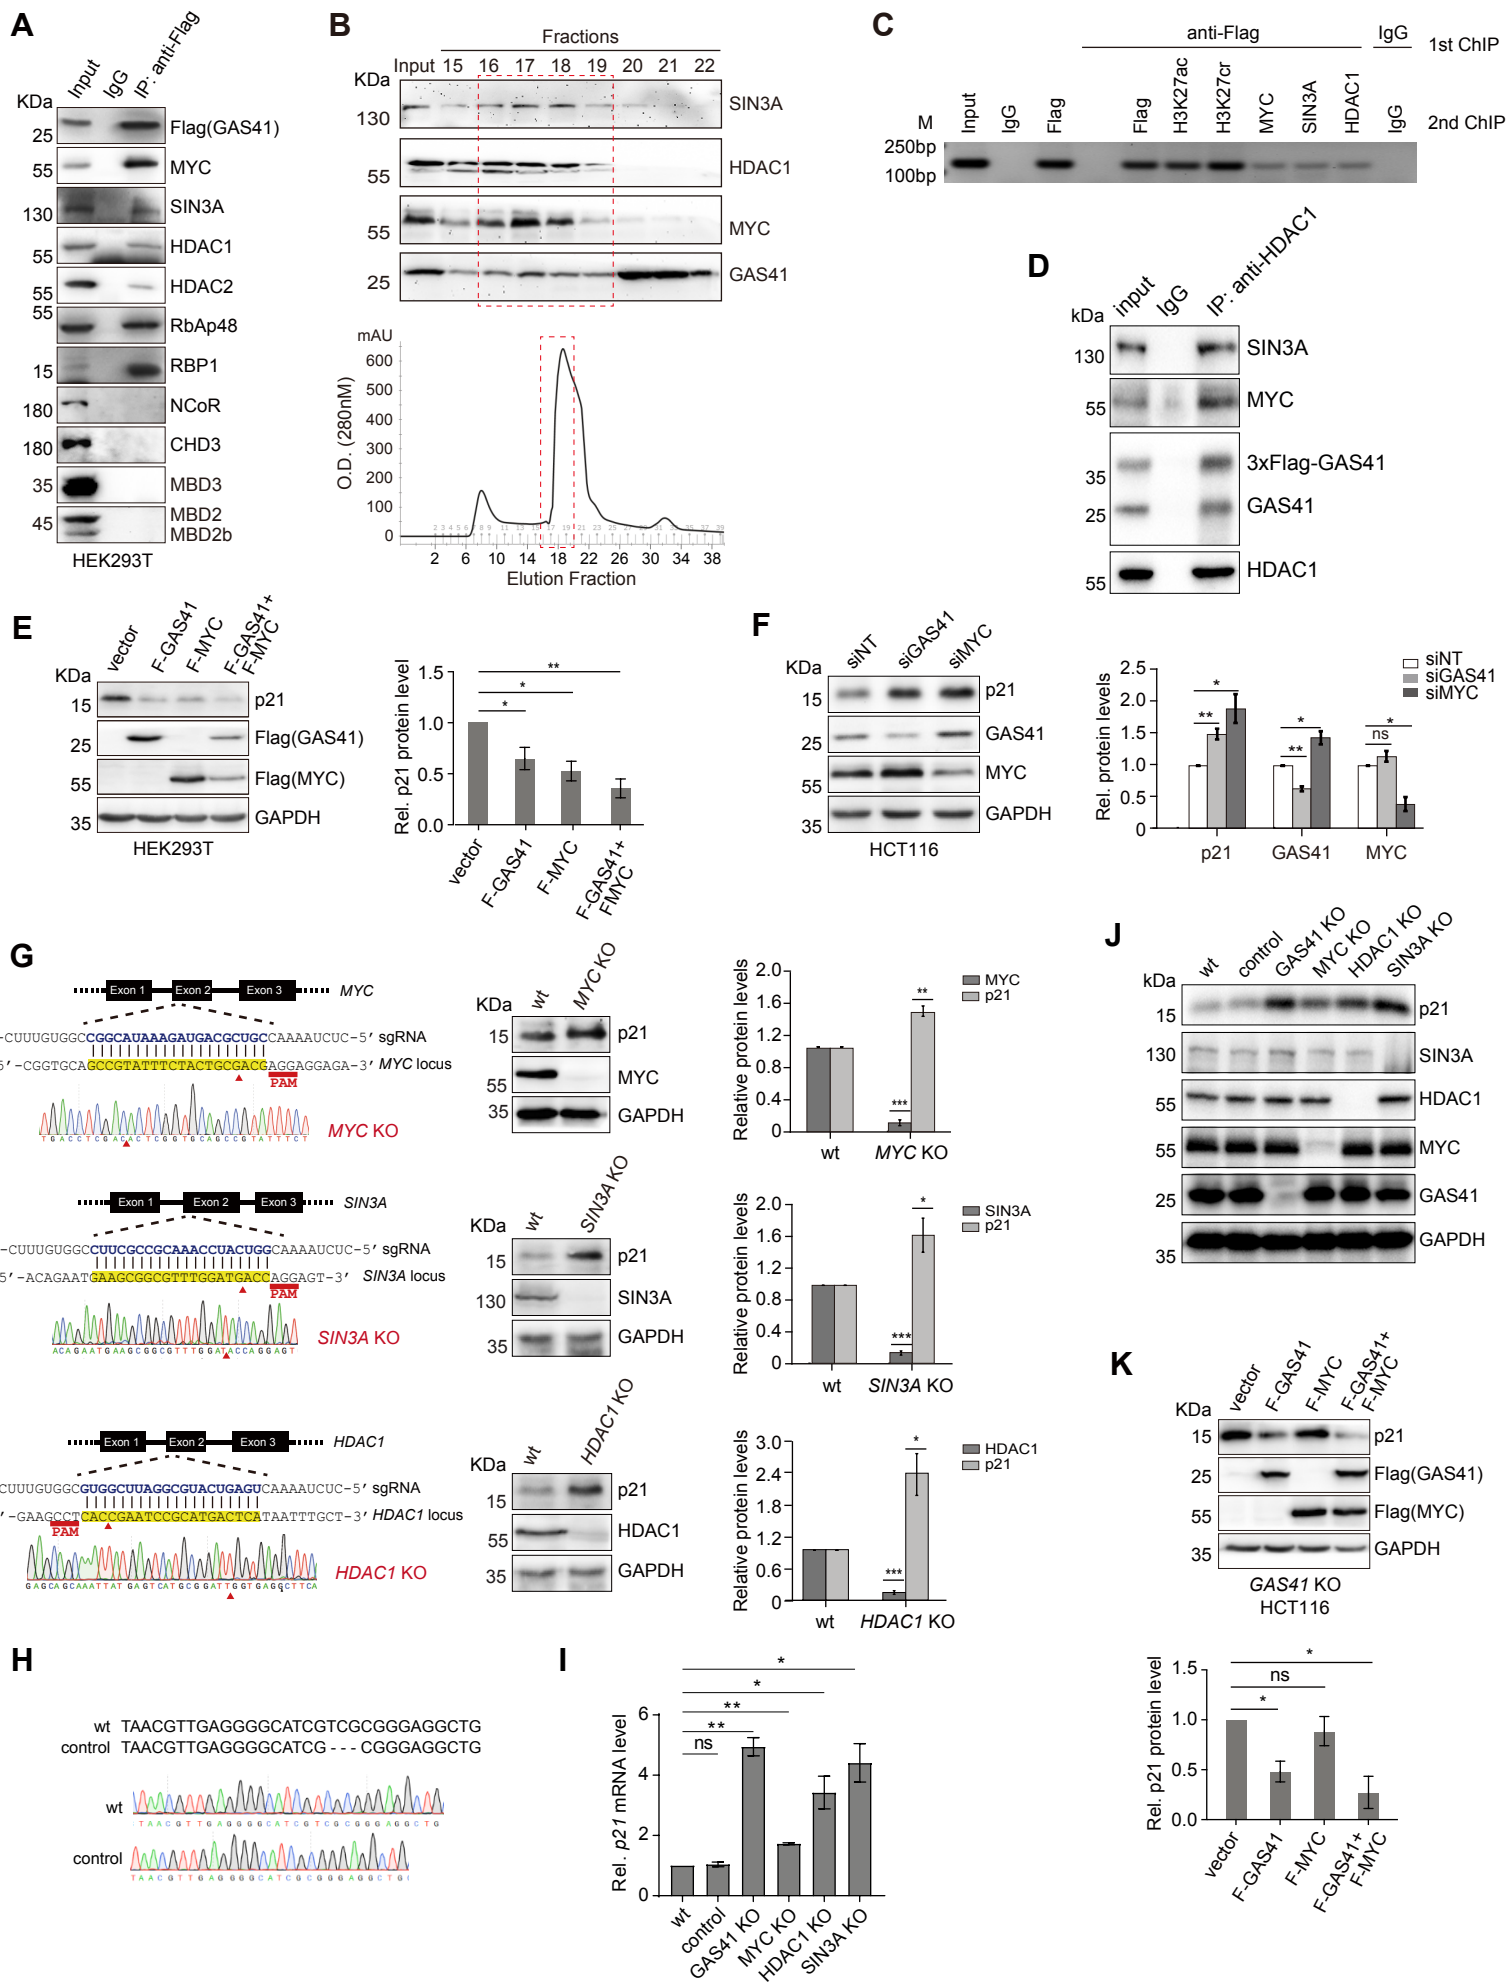 A
Input
IgG
IP: anti-Flag
KDa
25
Flag(GAS41)
55
MYC
130
SIN3A
55
HDAC1
55
HDAC2
55
RbAp48
15
RBP1
180
NCoR
180
CHD3
35
MBD3
45
MBD2
MBD2b
HEK293T
B
Fractions
Input 15 16 17 18 19 20 21 22
KDa
130
SIN3A
55
HDAC1
55
MYC
25
GAS41
mAU
600
500
400
300
200
100
0
O.D. (280nM)
2 6 10 14 18 22 26 30 34 38
Elution Fraction
C
anti-Flag
IgG
1st ChIP
M
Input
IgG
Flag
Flag
H3K27ac
H3K27cr
MYC
SIN3A
HDAC1
IgG
2nd ChIP
250bp
100bp
D
input
IgG
IP: anti-HDAC1
kDa
130
SIN3A
55
MYC
3xFlag-GAS41
35
GAS41
25
55
HDAC1
E
vector
F-GAS41
F-MYC
F-GAS41+
F-MYC
KDa
15
p21
25
Flag(GAS41)
55
Flag(MYC)
35
GAPDH
HEK293T
Rel. p21 protein level
1.5
1.0
0.5
0.0
**
*
*
vector
F-GAS41
F-MYC
F-GAS41+
FMYC
F
siNT
siGAS41
siMYC
KDa
15
p21
25
GAS41
55
MYC
35
GAPDH
HCT116
Rel. protein levels
2.5
2.0
1.5
1.0
0.5
0
siNT
siGAS41
siMYC
*
**
*
**
*
ns
p21
GAS41
MYC
G
Exon 1
Exon 2
Exon 3
MYC
-CUUUGUGGCCGGCAUAAAGAUGACGCUGCCAAAAUCUC-5' sgRNA
5'-CGGTGCAGCCGTATTTCTACTGCGACGAGGAGGAGA-3' MYC locus
PAM
TGACCTCGACACTCGGTGCAGCCGTATTTCT
MYC KO
wt
MYC KO
KDa
15
p21
55
MYC
35
GAPDH
Relative protein levels
2.0
1.6
1.2
0.8
0.4
0
MYC
p21
***
**
wt
MYC KO
Exon 1
Exon 2
Exon 3
SIN3A
-CUUUGUGGCCUUCGCCGCAAACCUACUGGCAAAAUCUC-5' sgRNA
5'-ACAGAATGAAGCGGCGTTTGGATGACCAGGAGT-3' SIN3A locus
PAM
ACAGAATGAAGCGGCGTTTGGATACCAGGAGT
SIN3A KO
wt
SIN3A KO
KDa
15
p21
130
SIN3A
35
GAPDH
Relative protein levels
2.0
1.6
1.2
0.8
0.4
0
SIN3A
p21
***
*
wt
SIN3A KO
Exon 1
Exon 2
Exon 3
HDAC1
CUUUGUGGCGUGGCUUAGGCGUACUGAGUCAAAAUCUC-5' sgRNA
'-GAAGCCTCACCGAATCCGCATGACTCATAATTTGCT-3' HDAC1 locus
PAM
GAGCAGCAAATTATGAGTCATGCGGATTGGTGAGGCTTCA
HDAC1 KO
wt
HDAC1 KO
KDa
15
p21
55
HDAC1
35
GAPDH
Relative protein levels
3.0
2.4
1.8
1.2
0.6
0
HDAC1
p21
***
*
wt
HDAC1 KO
H
wt TAACGTTGAGGGGCATCGTCGCGGGAGGCTG
control TAACGTTGAGGGGCATCG---CGGGAGGCTG
wt
TAACGTTGAGGGGCATCGTCGCGGGAGGCTG
control
TAACGTTGAGGGGCATCGCGGGAGGCTG
I
Rel. p21 mRNA level
6
4
2
0
*
*
**
**
ns
wt
control
GAS41 KO
MYC KO
HDAC1 KO
SIN3A KO
J
wt
control
GAS41 KO
MYC KO
HDAC1 KO
SIN3A KO
kDa
15
p21
130
SIN3A
55
HDAC1
55
MYC
25
GAS41
35
GAPDH
K
vector
F-GAS41
F-MYC
F-GAS41+
F-MYC
KDa
15
p21
25
Flag(GAS41)
55
Flag(MYC)
35
GAPDH
GAS41 KO
HCT116
Rel. p21 protein level
1.5
1.0
0.5
0.0
*
ns
*
vector
F-GAS41
F-MYC
F-GAS41+
F-MYC